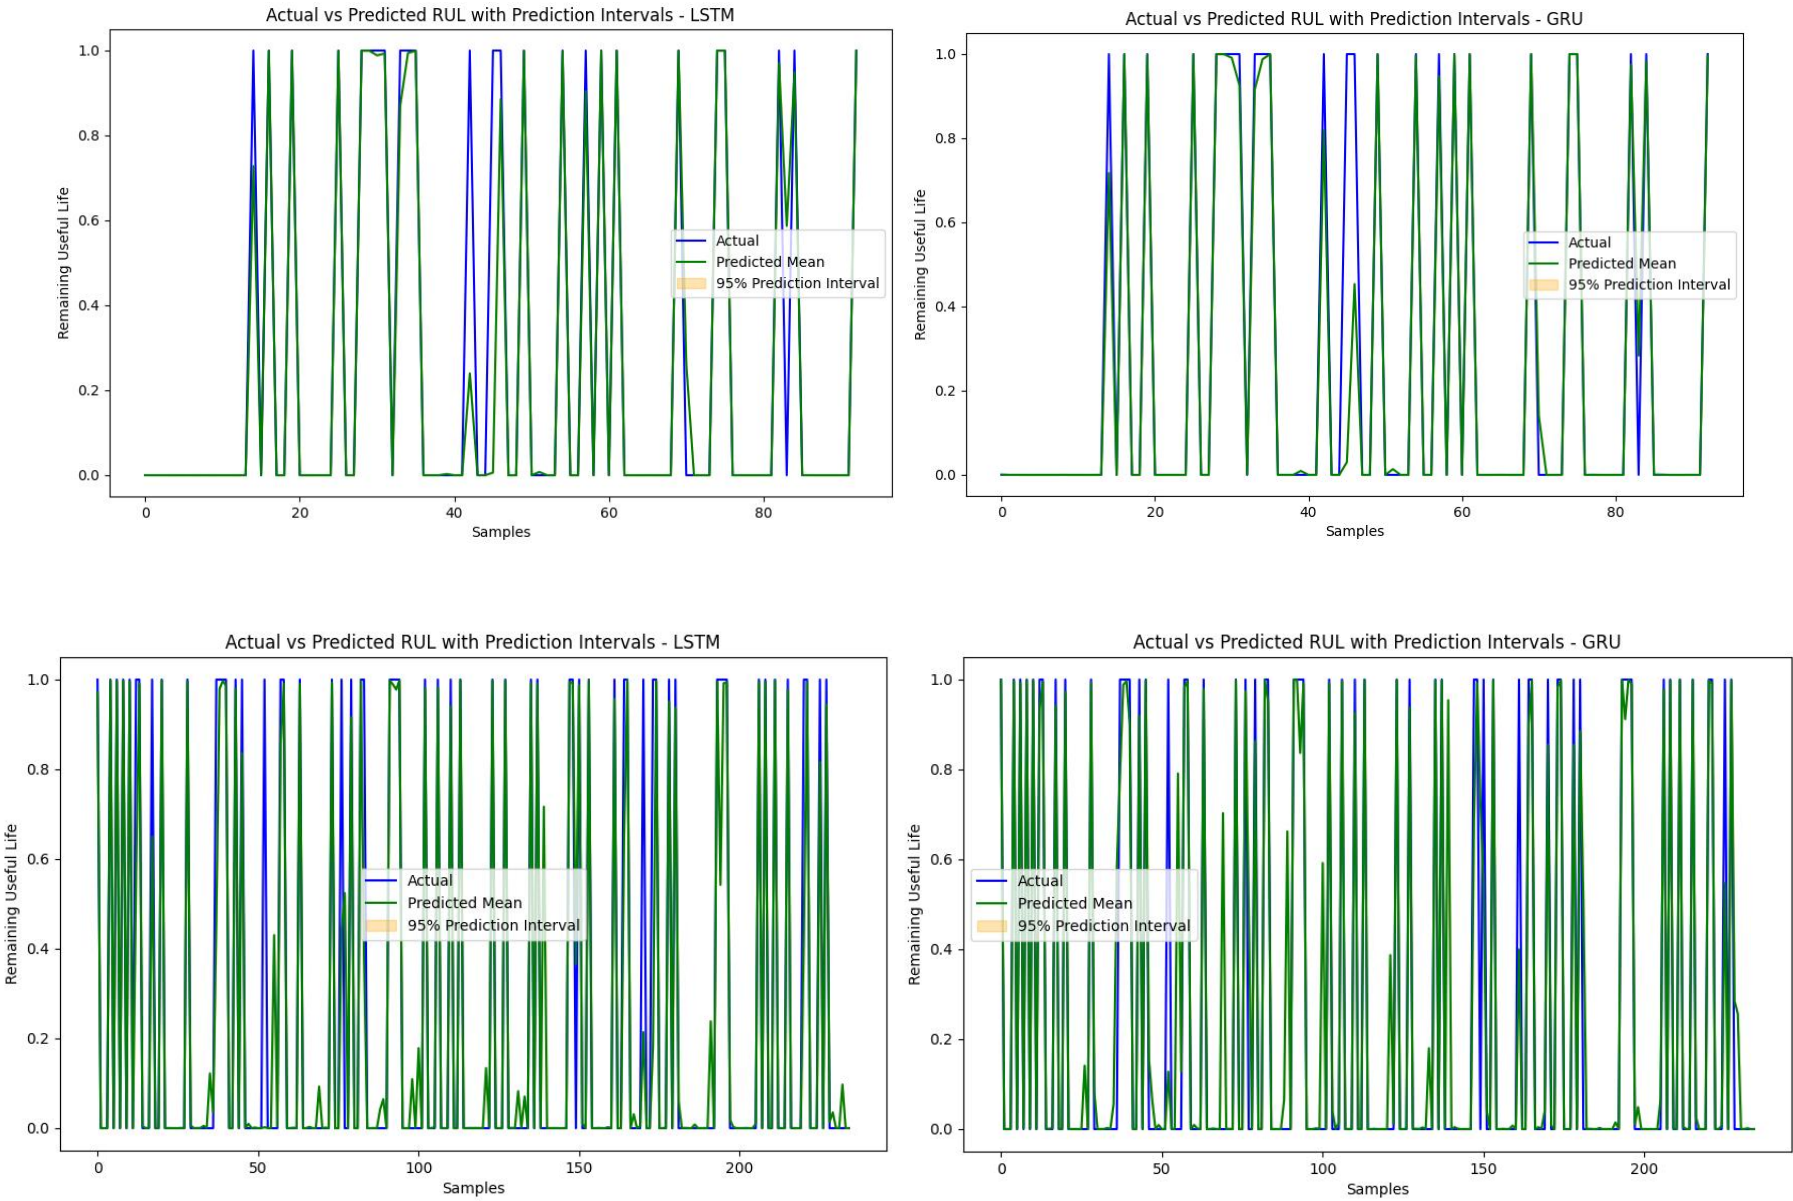 Actual vs Predicted RUL with Prediction Intervals - LSTM
1.0
0.8
0.6
0.4
0.2
0.0
Remaining Useful Life
Actual
Predicted Mean
95% Prediction Interval
0 20 40 60 80
Samples
Actual vs Predicted RUL with Prediction Intervals - GRU
1.0
0.8
0.6
0.4
0.2
0.0
Remaining Useful Life
Actual
Predicted Mean
95% Prediction Interval
0 20 40 60 80
Samples
Actual vs Predicted RUL with Prediction Intervals - LSTM
1.0
0.8
0.6
0.4
0.2
0.0
Remaining Useful Life
Actual
Predicted Mean
95% Prediction Interval
0 50 100 150 200
Samples
Actual vs Predicted RUL with Prediction Intervals - GRU
1.0
0.8
0.6
0.4
0.2
0.0
Remaining Useful Life
Actual
Predicted Mean
95% Prediction Interval
0 50 100 150 200
Samples